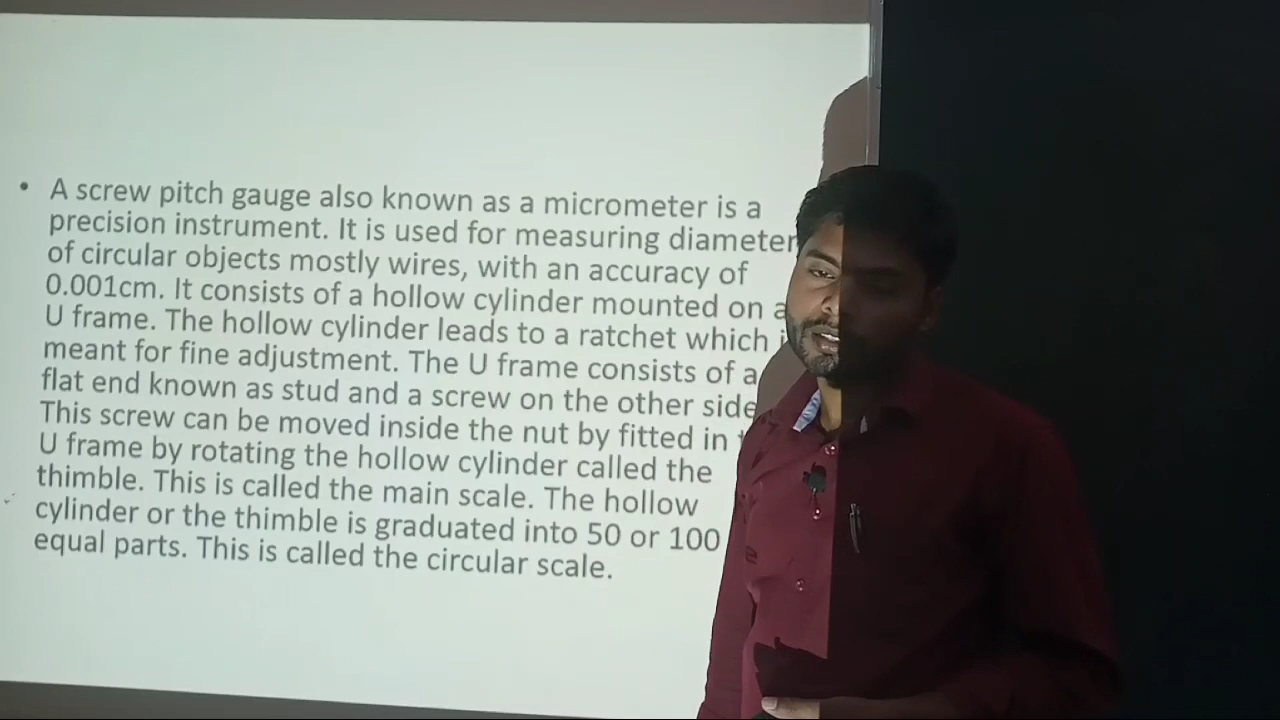 • A screw pitch gauge also known as a micrometer is a
precision instrument. It is used for measuring diameter
of circular objects mostly wires, with an accuracy of
0.001cm. It consists of a hollow cylinder mounted on a
U frame. The hollow cylinder leads to a ratchet which
meant for fine adjustment. The U frame consists of a
flat end known as stud and a screw on the other side
This screw can be moved inside the nut by fitted in
U frame by rotating the hollow cylinder called the
thimble. This is called the main scale. The hollow
cylinder or the thimble is graduated into 50 or 100
equal parts. This is called the circular scale.